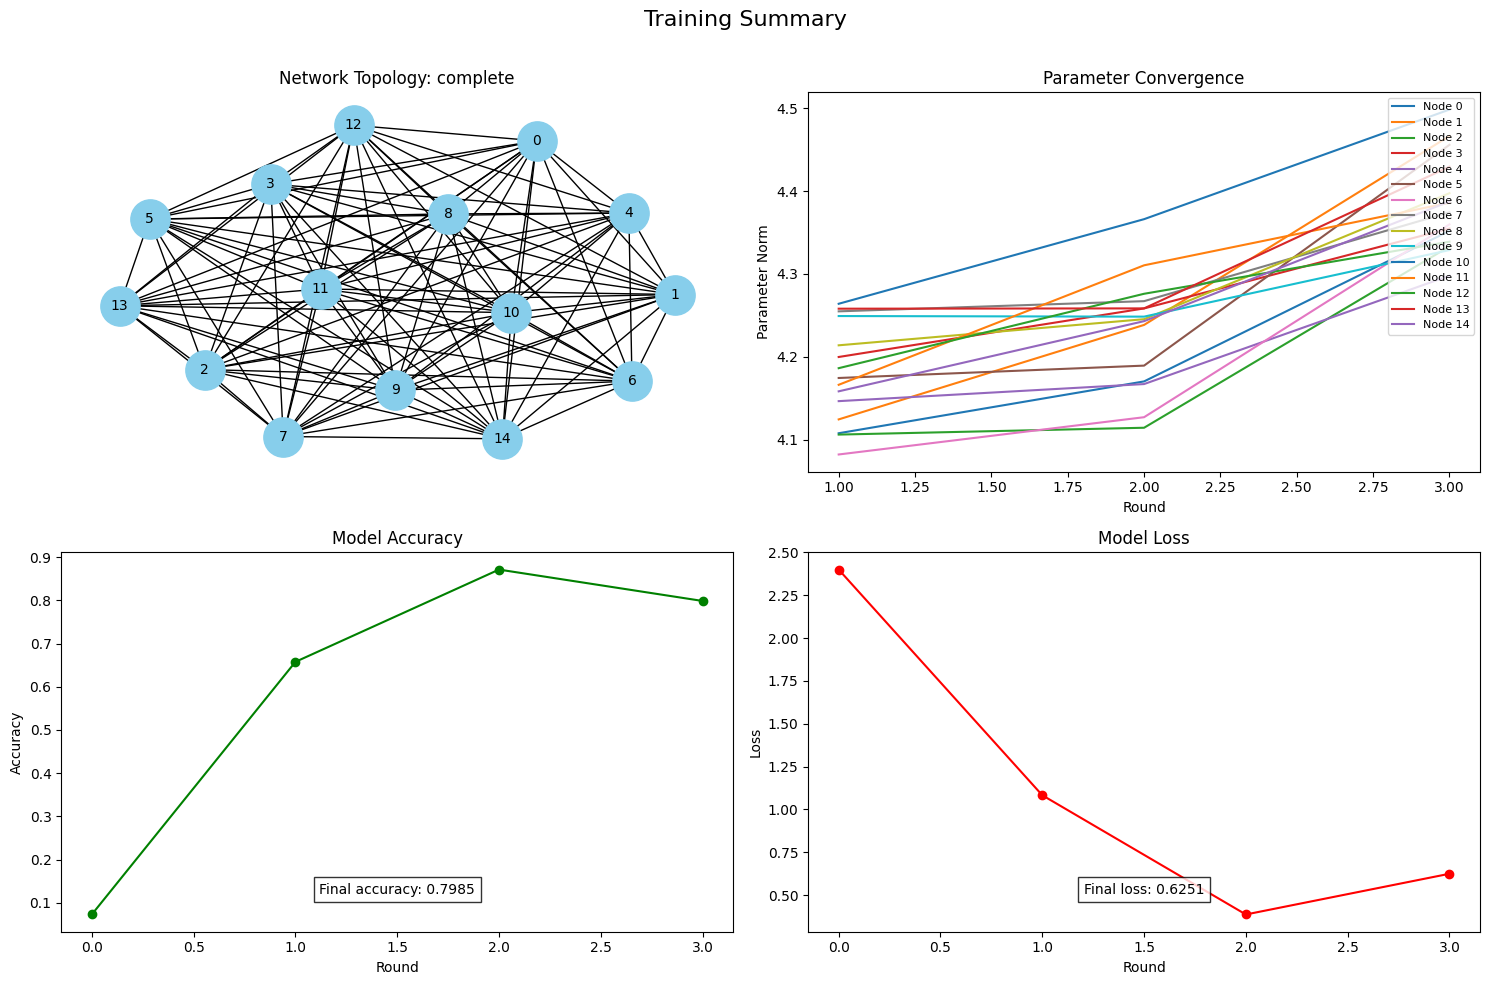 Training Summary
Network Topology: complete
12
0
3
4
5
8
11
1
13
10
2
9
6
7
14
Parameter Convergence
Parameter Norm
4.5
4.4
4.3
4.2
4.1
1.00 1.25 1.50 1.75 2.00 2.25 2.50 2.75 3.00
Round
Node 0
Node 1
Node 2
Node 3
Node 4
Node 5
Node 6
Node 7
Node 8
Node 9
Node 10
Node 11
Node 12
Node 13
Node 14
Model Accuracy
Accuracy
0.9
0.8
0.7
0.6
0.5
0.4
0.3
0.2
0.1
Final accuracy: 0.7985
0.0 0.5 1.0 1.5 2.0 2.5 3.0
Round
Model Loss
Loss
2.50
2.25
2.00
1.75
1.50
1.25
1.00
0.75
0.50
Final loss: 0.6251
0.0 0.5 1.0 1.5 2.0 2.5 3.0
Round